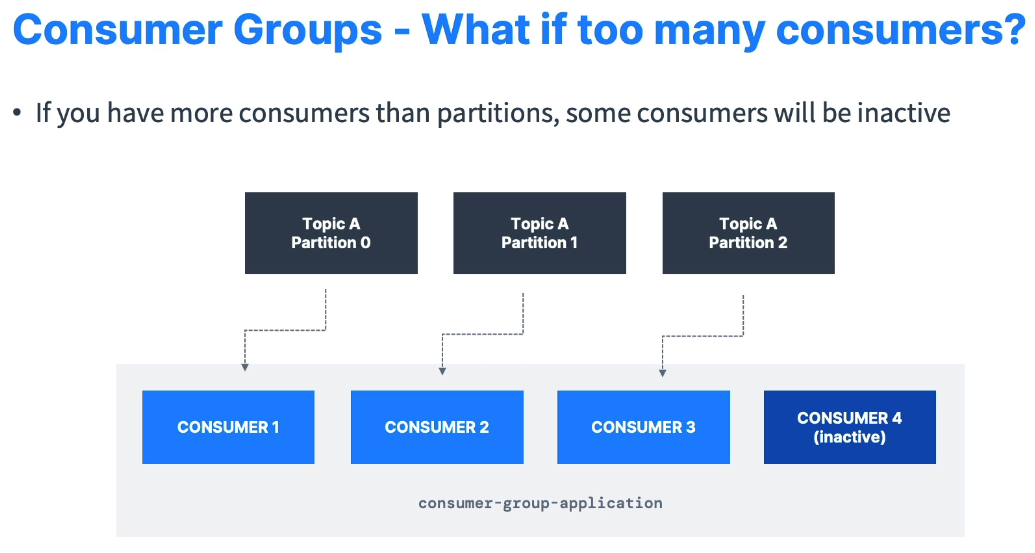 Consumer Groups - What if too many consumers?
• If you have more consumers than partitions, some consumers will be inactive
Topic A
Partition 0
Topic A
Partition 1
Topic A
Partition 2
CONSUMER 1
CONSUMER 2
CONSUMER 3
CONSUMER 4
(inactive)
consumer-group-application